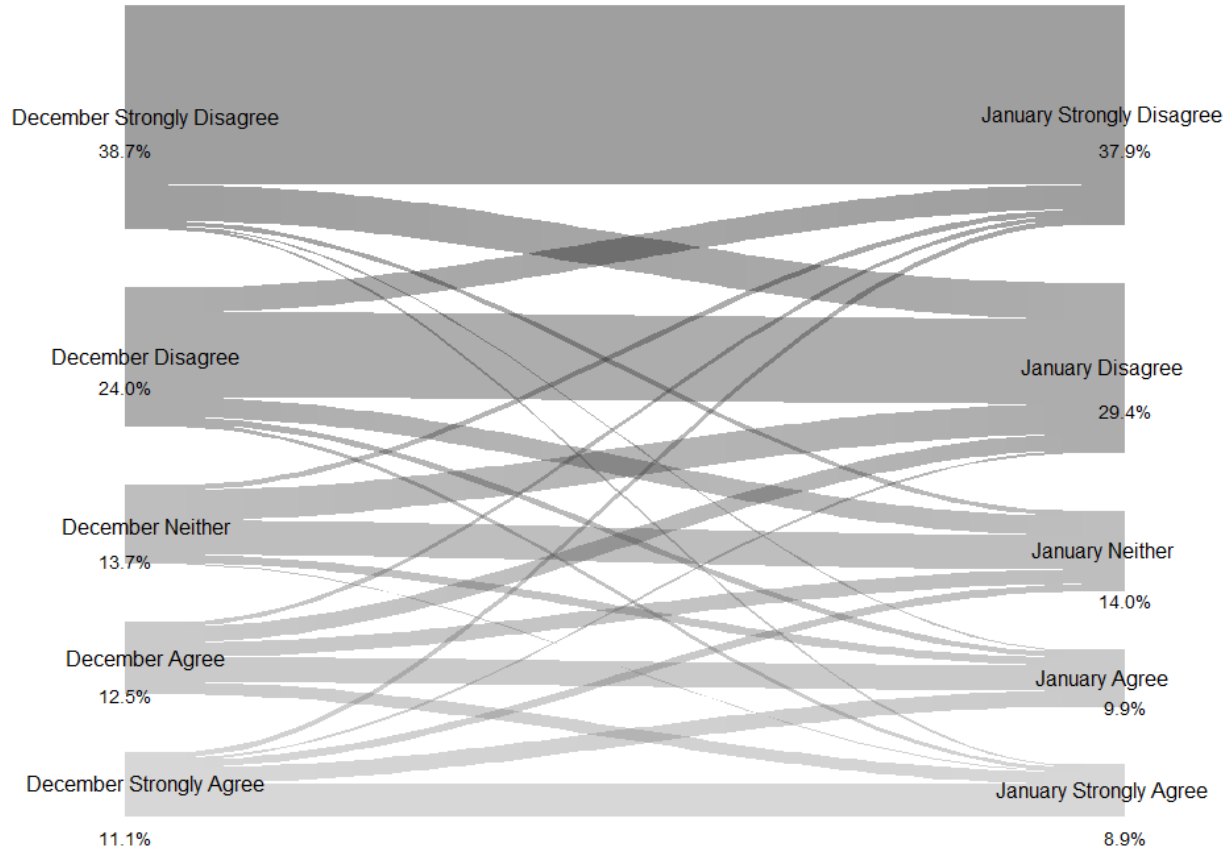 December Strongly Disagree
38.7%
January Strongly Disagree
37.9%
December Disagree
24.0%
January Disagree
29.4%
December Neither
13.7%
January Neither
14.0%
December Agree
12.5%
January Agree
9.9%
December Strongly Agree
11.1%
January Strongly Agree
8.9%